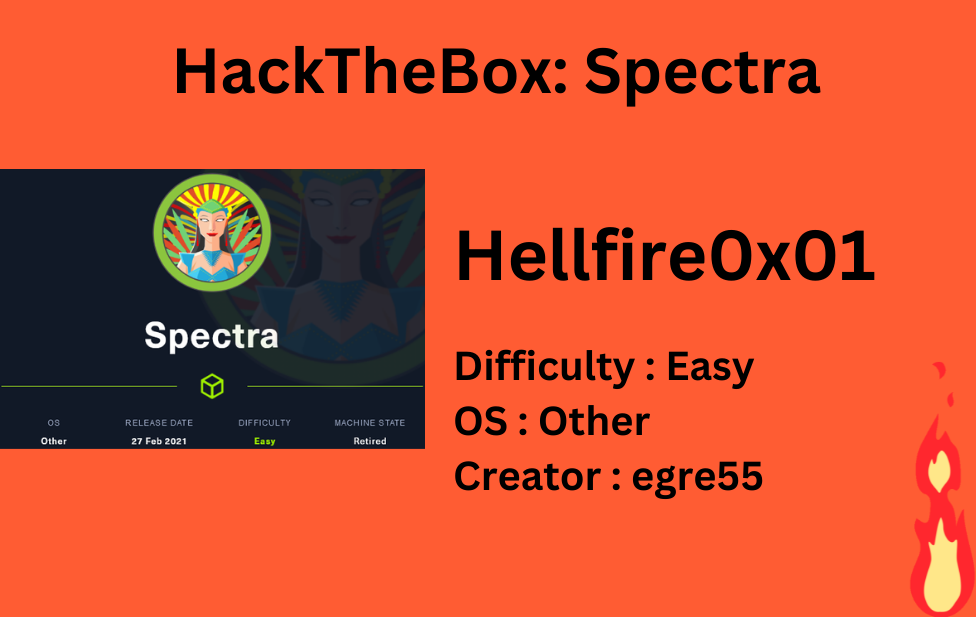 HackTheBox: Spectra
Spectra
OS
RELEASE DATE
DIFFICULTY
MACHINE STATE
Other
27 Feb 2021
Easy
Retired
Hellfire0x01
Difficulty : Easy
OS : Other
Creator : egre55